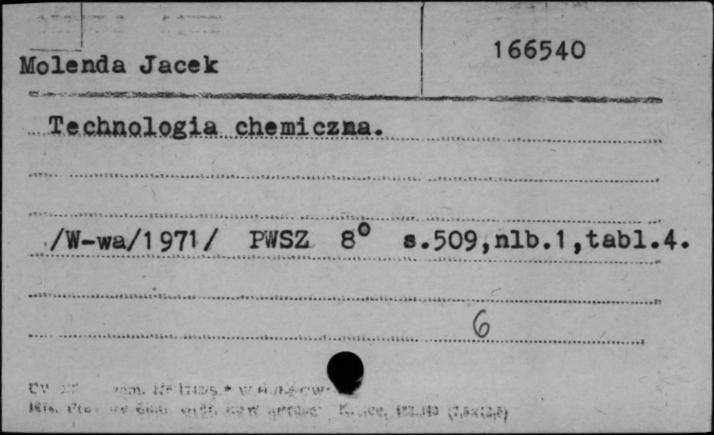 166540
Molenda Jacek
Technologia chemiczna.
/W-wa/1971/ PWSZ 8° s.509,nlb.1,tabl.4.
6